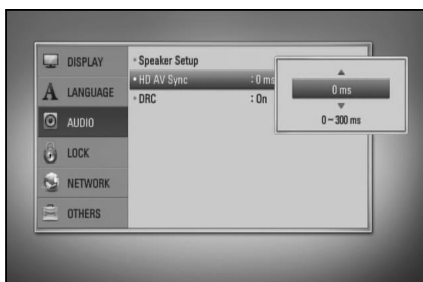 DISPLAY
LANGUAGE
AUDIO
LOCK
NETWORK
OTHERS
Speaker Setup
HD AV Sync : 0 ms
DRC : On
0 ms
0 ~ 300 ms